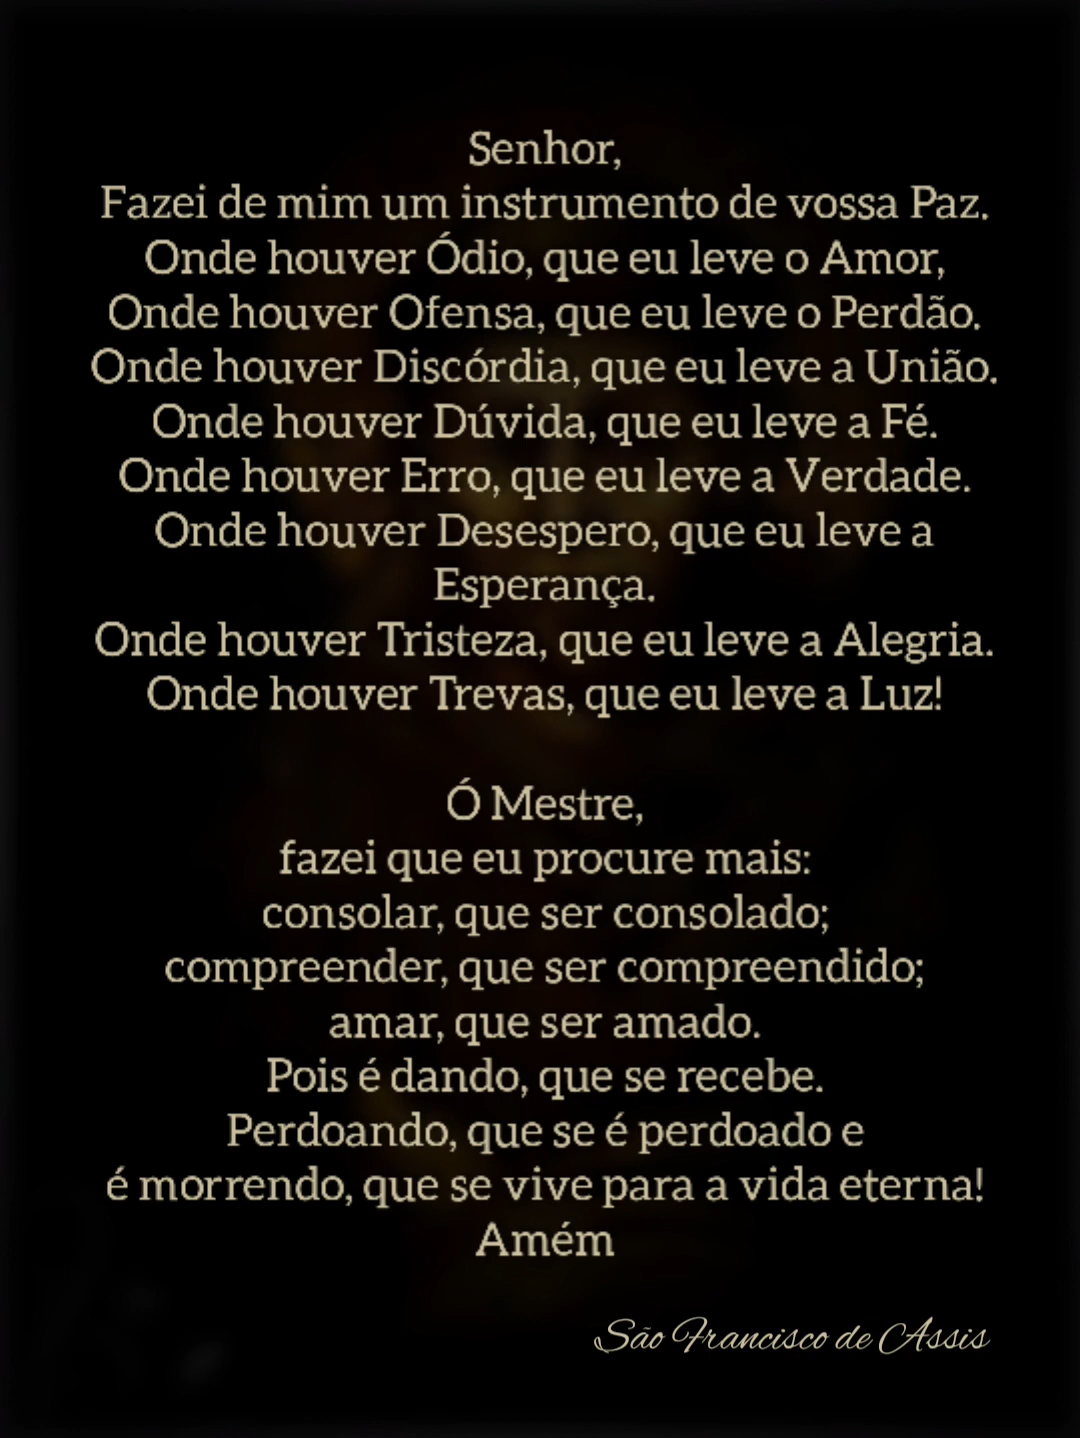 Senhor,
Fazei de mim um instrumento de vossa Paz.
Onde houver Ódio, que eu leve o Amor,
Onde houver Ofensa, que eu leve o Perdão.
Onde houver Discórdia, que eu leve a União.
Onde houver Dúvida, que eu leve a Fé.
Onde houver Erro, que eu leve a Verdade.
Onde houver Desespero, que eu leve a
Esperança.
Onde houver Tristeza, que eu leve a Alegria.
Onde houver Trevas, que eu leve a Luz!
Ó Mestre,
fazei que eu procure mais:
consolar, que ser consolado;
compreender, que ser compreendido;
amar, que ser amado.
Pois é dando, que se recebe.
Perdoando, que se é perdoado e
é morrendo, que se vive para a vida eterna!
Amém
São Francisco de Assis